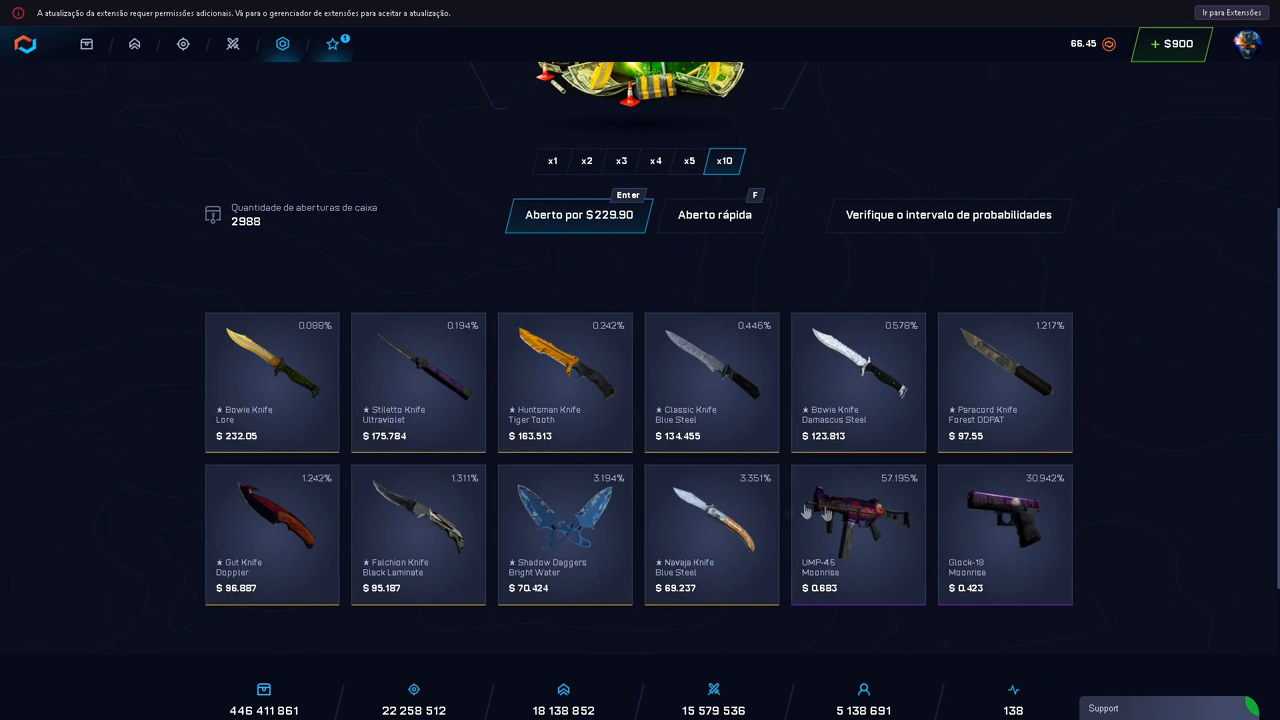 A atualização da extensão requer permissões adicionais. Vá para o gerenciador de extensões para aceitar a atualização.
Ir para Extensões
1
66.45
+ $900
x1
x2
x3
x4
x5
x10
Quantidade de aberturas de caixa
2988
Enter
Aberto por $229.90
F
Aberto rápida
Verifique o intervalo de probabilidades
0.088%
★ Bowie Knife
Lore
$ 232.05
0.194%
★ Stiletto Knife
Ultraviolet
$ 175.784
0.242%
★ Huntsman Knife
Tiger Tooth
$ 163.513
0.446%
★ Classic Knife
Blue Steel
$ 134.455
0.578%
★ Bowie Knife
Damascus Steel
$ 123.813
1.217%
★ Paracord Knife
Forest DDPAT
$ 97.55
1.242%
★ Gut Knife
Doppler
$ 96.887
1.311%
★ Falchion Knife
Black Laminate
$ 95.187
3.194%
★ Shadow Daggers
Bright Water
$ 70.424
3.351%
★ Navaja Knife
Blue Steel
$ 69.237
57.195%
UMP-45
Moonrise
$ 0.683
30.942%
Glock-18
Moonrise
$ 0.423
446 411 861
22 258 512
18 138 852
15 579 536
5 138 691
138
Support